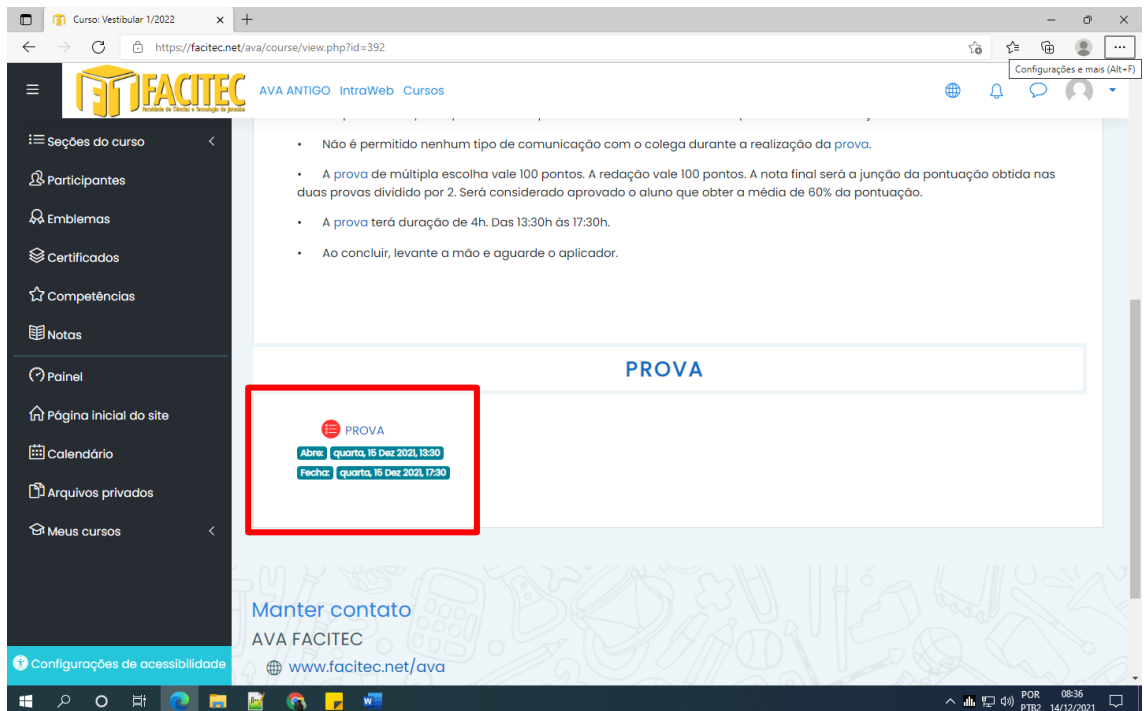 Curso: Vestibular 1/2022
https://facitec.net/ava/course/view.php?id=392
Configurações e mais (Alt+F)
FACITEC
Faculdade de Ciências e Tecnologia de Janaúba
AVA ANTIGO IntraWeb Cursos
Seções do curso
Participantes
Emblemas
Certificados
Competências
Notas
Painel
Página inicial do site
Calendário
Arquivos privados
Meus cursos
Configurações de acessibilidade
• Não é permitido nenhum tipo de comunicação com o colega durante a realização da prova.
• A prova de múltipla escolha vale 100 pontos. A redação vale 100 pontos. A nota final será a junção da pontuação obtida nas
duas provas dividido por 2. Será considerado aprovado o aluno que obter a média de 60% da pontuação.
• A prova terá duração de 4h. Das 13:30h às 17:30h.
• Ao concluir, levante a mão e aguarde o aplicador.
PROVA
PROVA
Abre: quarta, 15 Dez 2021, 13:30
Fecha: quarta, 15 Dez 2021, 17:30
Manter contato
AVA FACITEC
www.facitec.net/ava
POR 08:36
PTB2 14/12/2021